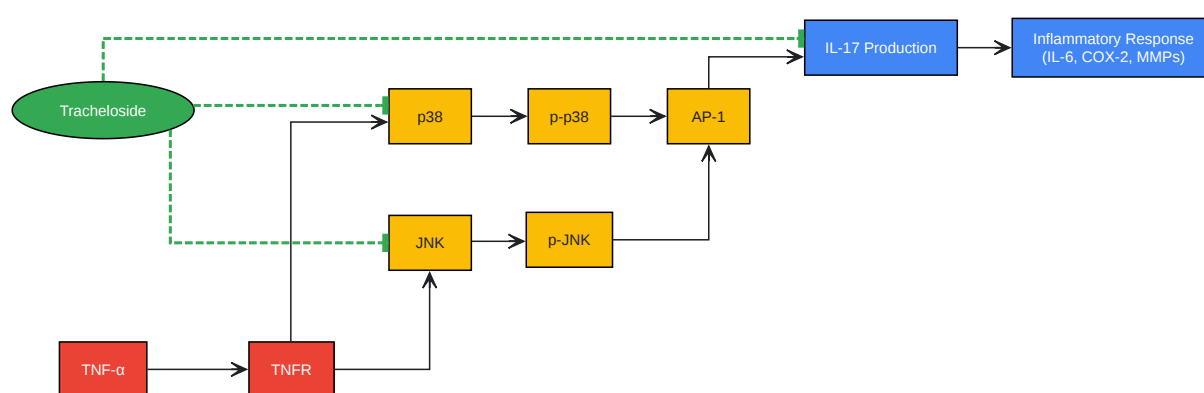 IL-17 Production
Inflammatory Response
(IL-6, COX-2, MMPs)
Tracheloside
p38
p-p38
AP-1
JNK
p-JNK
TNF-α
TNFR